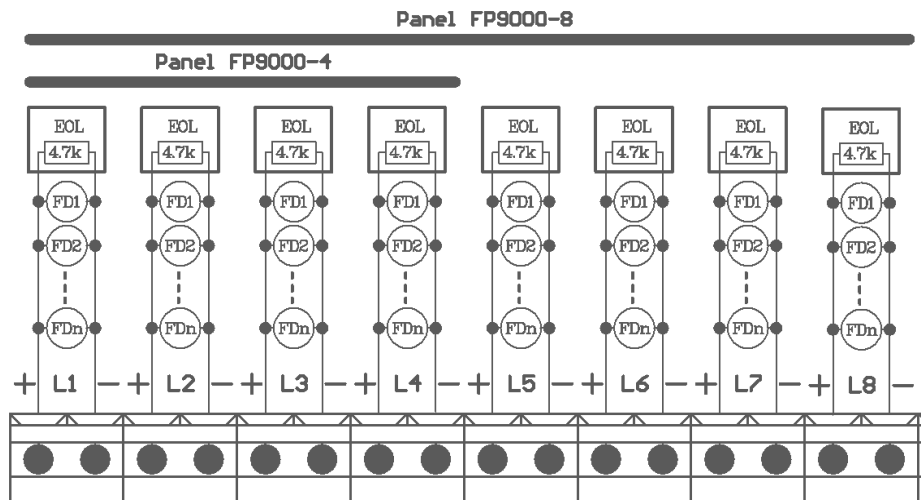 Panel FP9000-8
Panel FP9000-4
EOL EOL EOL EOL EOL EOL EOL EOL
4.7k 4.7k 4.7k 4.7k 4.7k 4.7k 4.7k 4.7k
FD1 FD1 FD1 FD1 FD1 FD1 FD1 FD1
FD2 FD2 FD2 FD2 FD2 FD2 FD2 FD2
FDn FDn FDn FDn FDn FDn FDn FDn
+ L1 - + L2 - + L3 - + L4 - + L5 - + L6 - + L7 - + L8 -